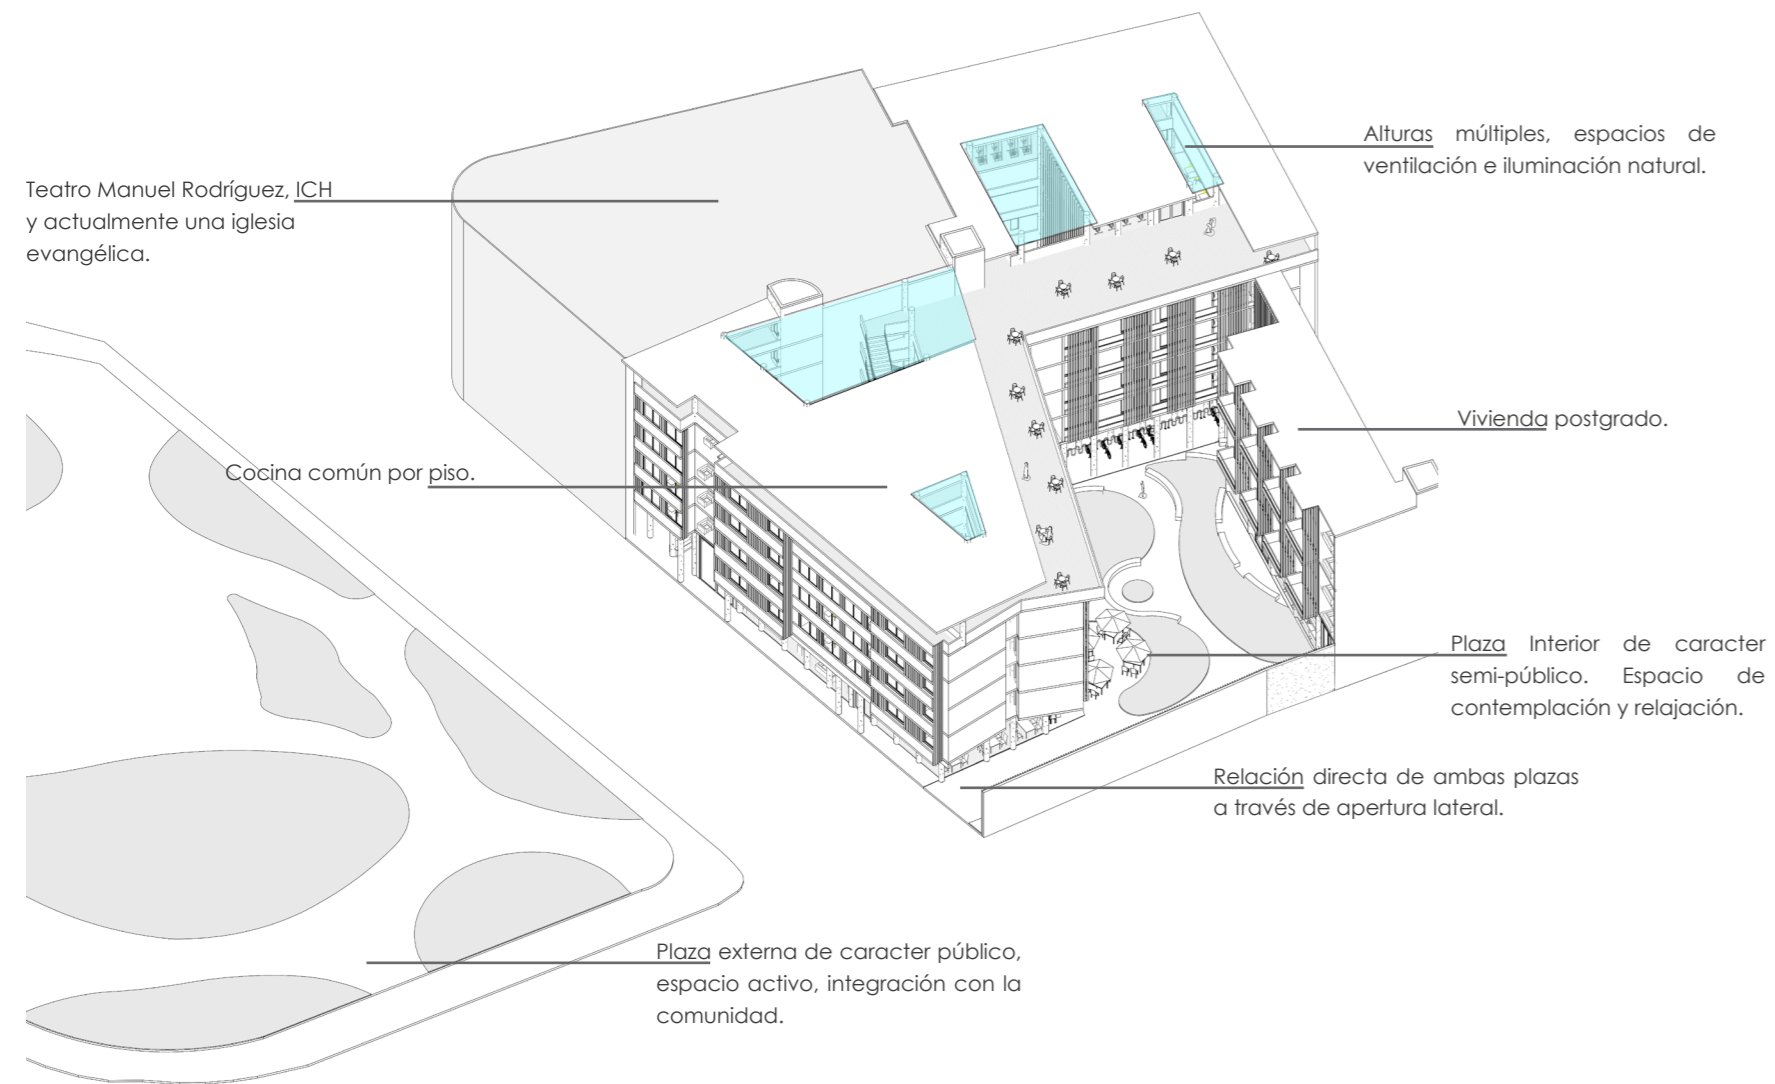 Alturas múltiples, espacios de
ventilación e iluminación natural.
Teatro Manuel Rodríguez, ICH
y actualmente una iglesia
evangélica.
Vivienda postgrado.
Cocina común por piso.
Plaza Interior de caracter
semi-público. Espacio de
contemplación y relajación.
Relación directa de ambas plazas
a través de apertura lateral.
Plaza externa de caracter público,
espacio activo, integración con la
comunidad.